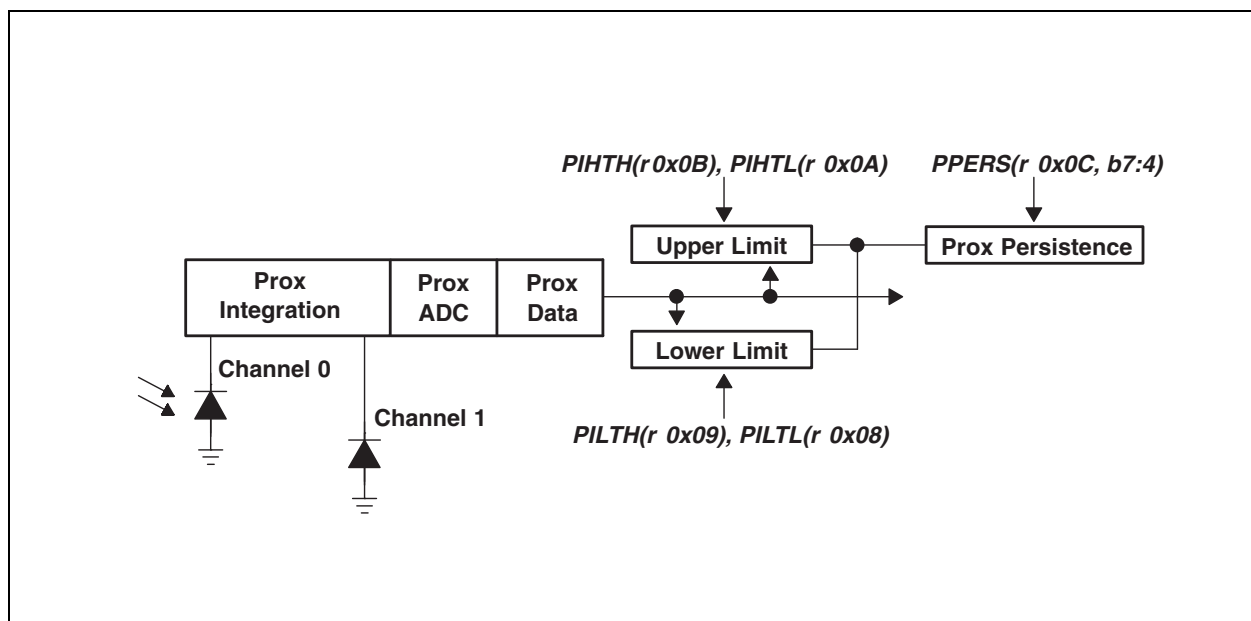 PIHTH(r 0x0B), PIHTL(r 0x0A)
PPERS(r 0x0C, b7:4)
Upper Limit
Prox Persistence
Prox
Integration
Prox
ADC
Prox
Data
Lower Limit
Channel 0
Channel 1
PILTH(r 0x09), PILTL(r 0x08)